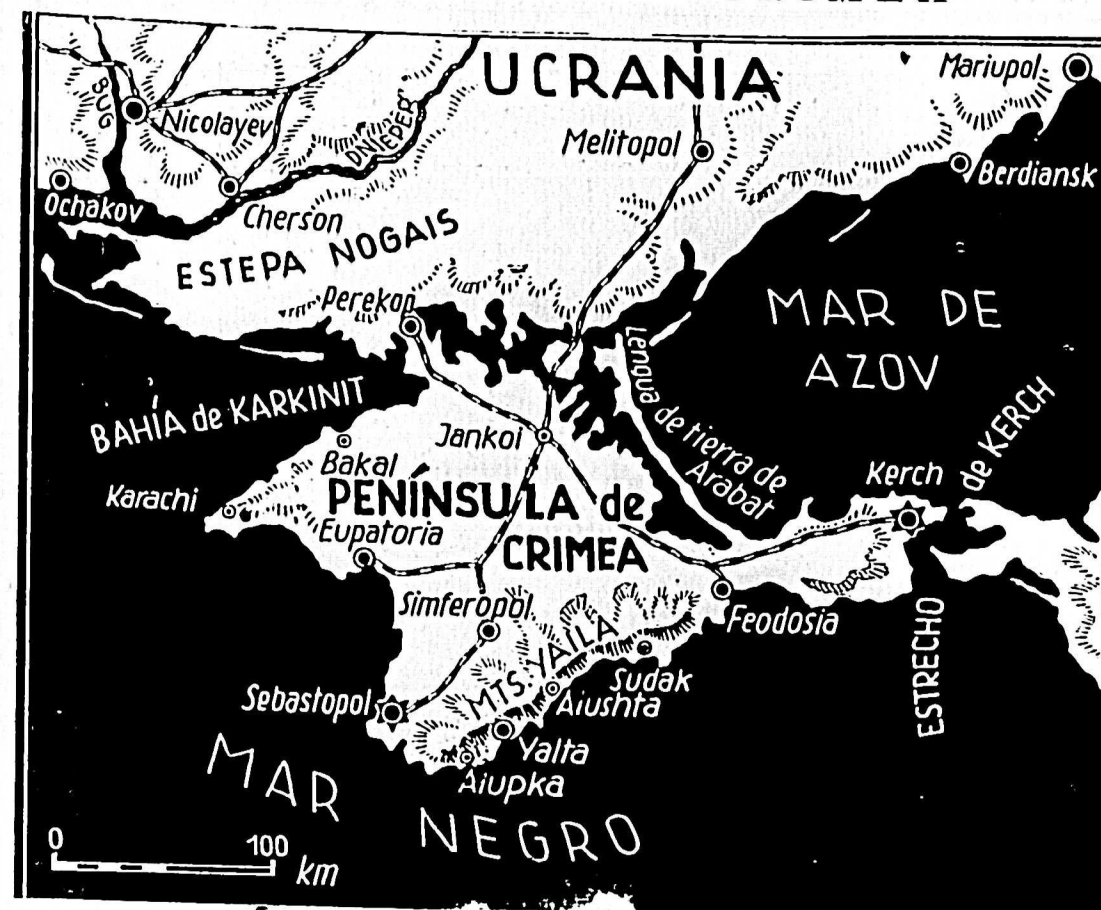 UCRANIA
Mariupol
BUG
Nicolayev
DNIEPER
Melitopol
Berdiansk
Ochakov
Cherson
ESTEPA NOGAIS
Perekop
MAR DE
AZOV
Lengua de tierra de
Arabat
BAHÍA de KARKINIT
Jankoi
Bakal
Karachi
PENÍNSULA de
CRIMEA
Eupatoria
Kerch
ESTRECHO de KERCH
Simferopol
Feodosia
MTS. YAILA
Sudak
Sebastopol
Aiushta
Yalta
Aiupka
MAR
NEGRO
0 100
km